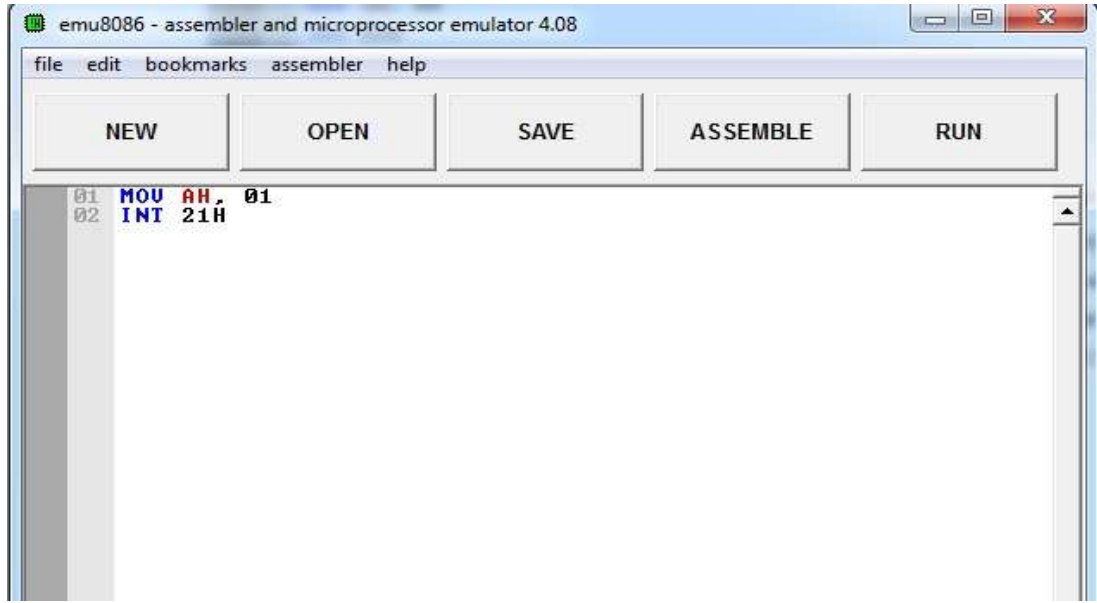 emu8086 - assembler and microprocessor emulator 4.08
file edit bookmarks assembler help
NEW OPEN SAVE ASSEMBLE RUN
01 MOV AH, 01
02 INT 21H